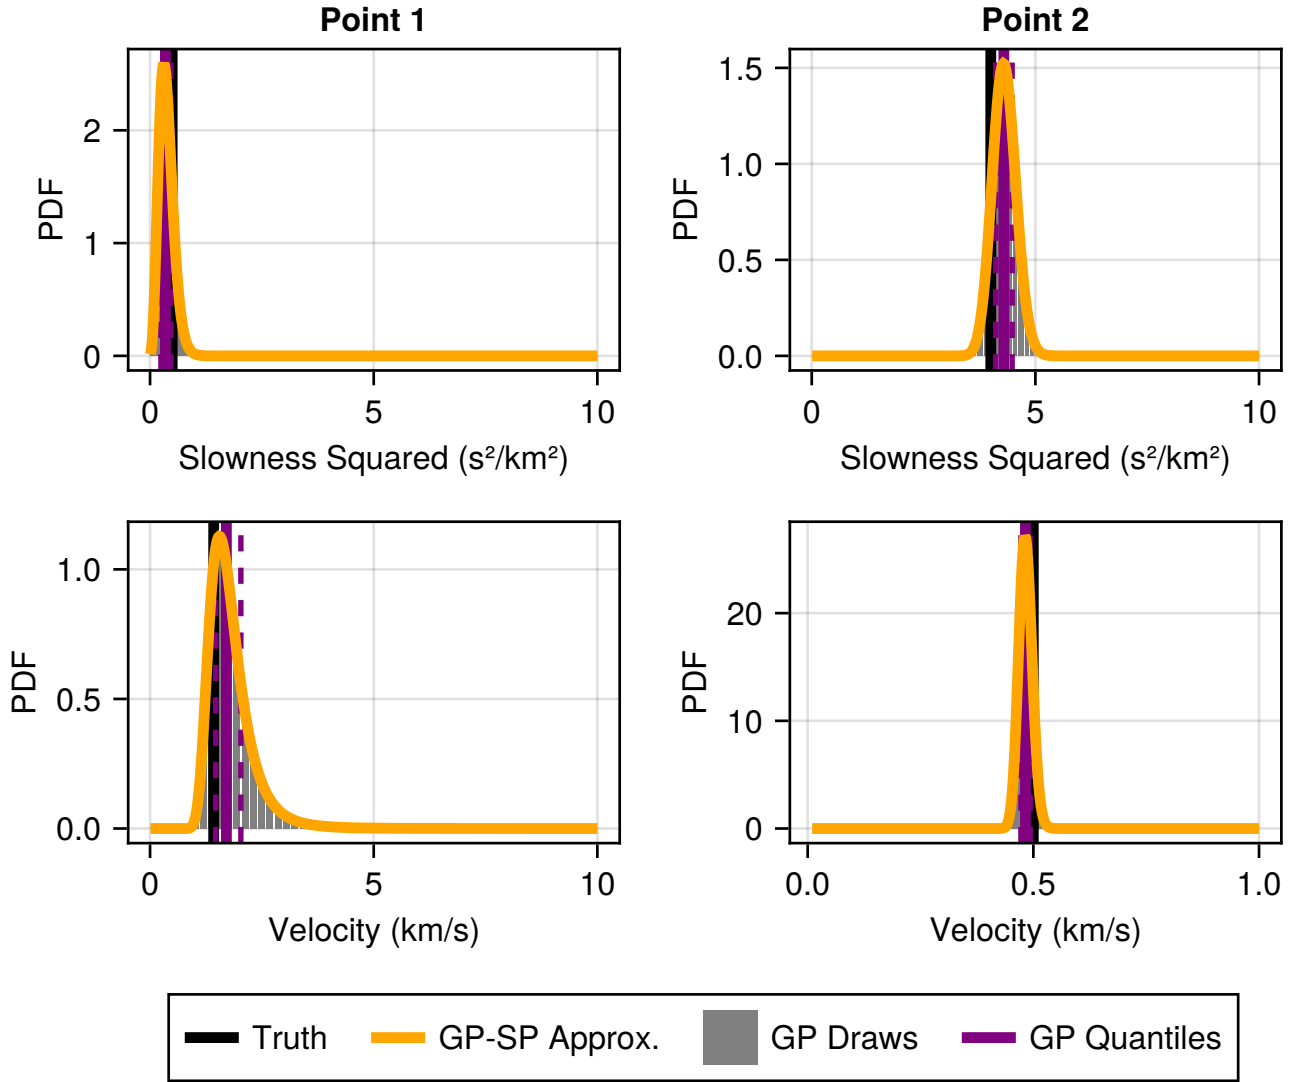 Point 1
Point 2
PDF
2
1
0
0
5
10
Slowness Squared (s²/km²)
PDF
1.5
1.0
0.5
0.0
0
5
10
Slowness Squared (s²/km²)
PDF
1.0
0.5
0.0
0
5
10
Velocity (km/s)
PDF
20
10
0
0.0
0.5
1.0
Velocity (km/s)
Truth
GP-SP Approx.
GP Draws
GP Quantiles